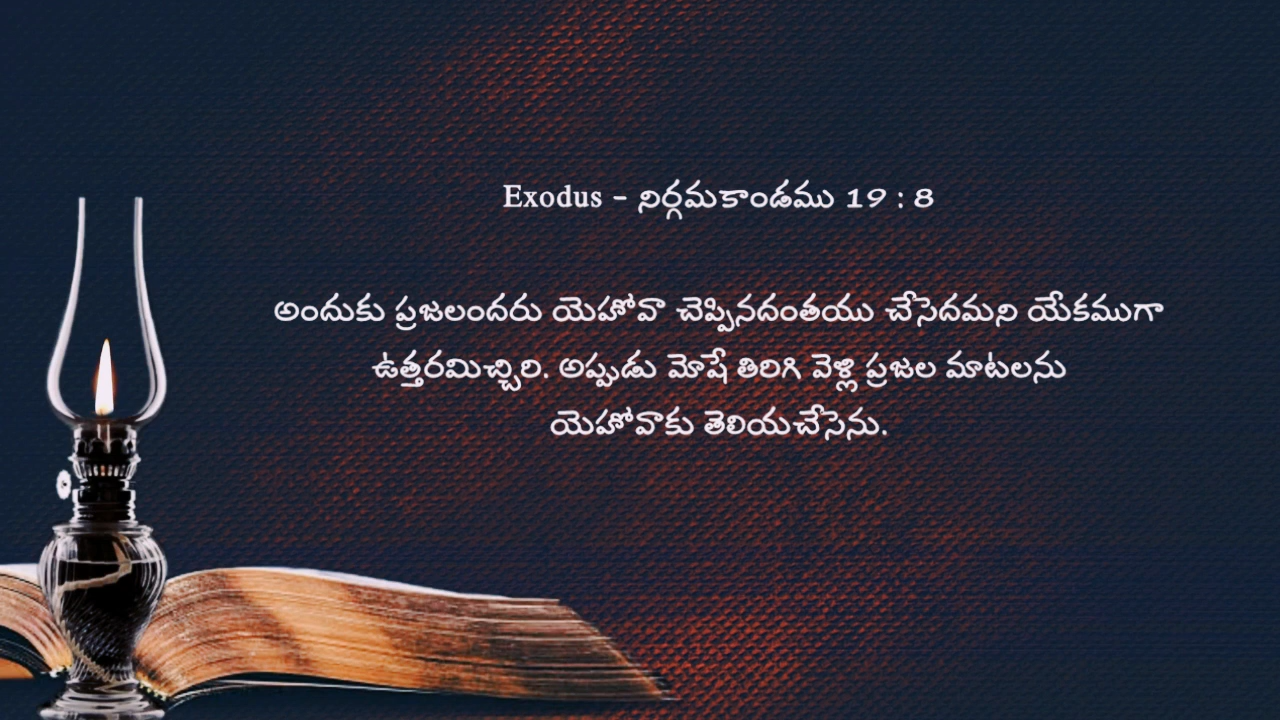 Exodus - నిర్గమకాండము 19 : 8
అందుకు ప్రజలందరు యెహోవా చెప్పినదంతయు చేసెదమని యేకముగా
ఉత్తరమిచ్చిరి. అప్పుడు మోషే తిరిగి వెళ్లి ప్రజల మాటలను
యెహోవాకు తెలియచేసెను.